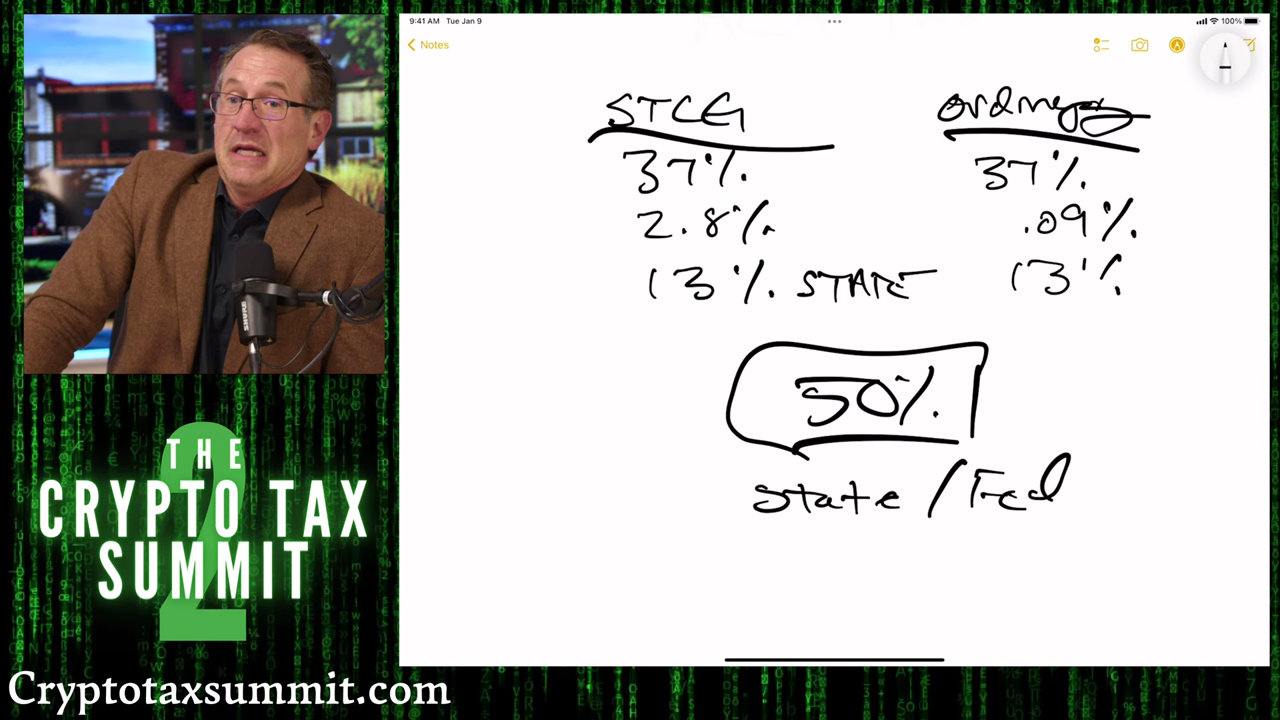 9:41 AM Tue Jan 9
100%
Notes
STCG
37%
2.8%
13% STATE
37%
.09%
13%
50%
state / Fed
SHURE
THE
2
CRYPTO TAX
SUMMIT
Cryptotaxsummit.com